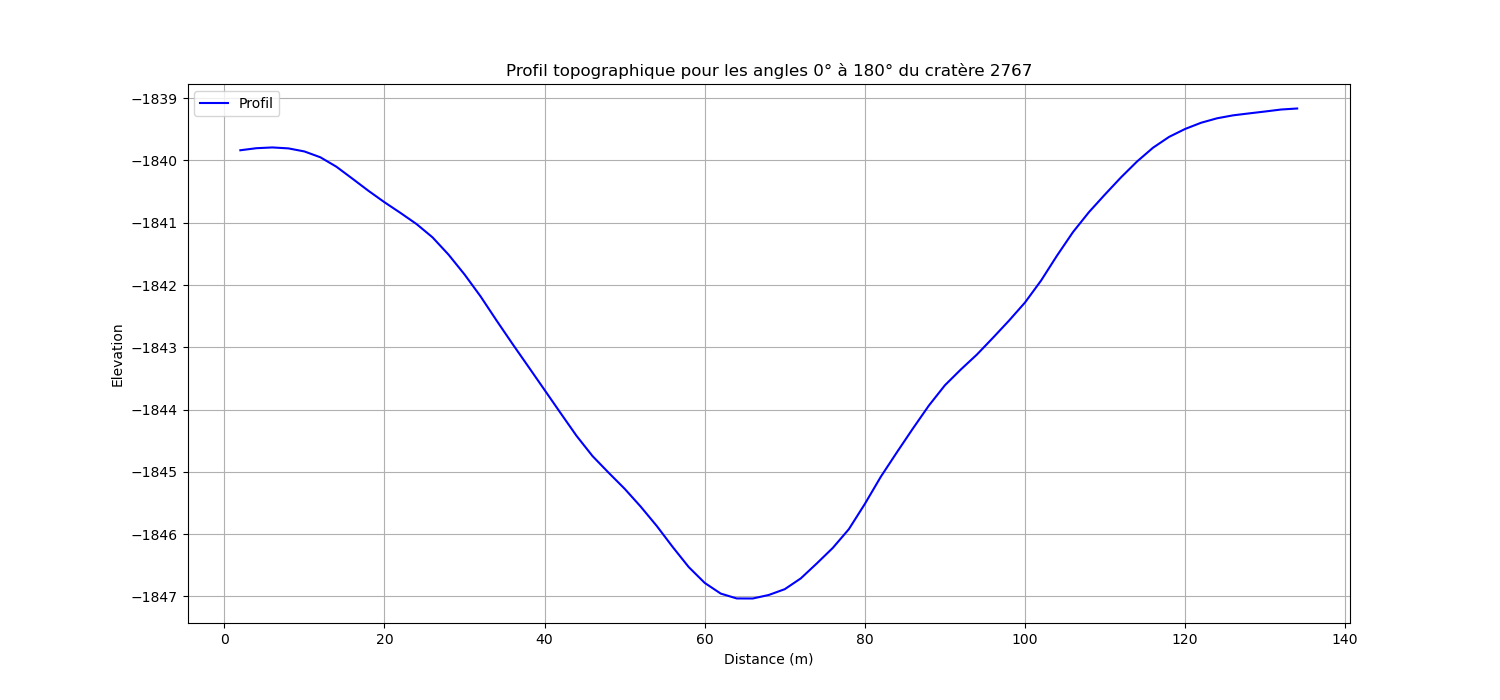 Profil topographique pour les angles 0° à 180° du cratère 2767
Profil
−1839
−1840
−1841
−1842
−1843
−1844
−1845
−1846
−1847
Elevation
0 20 40 60 80 100 120 140
Distance (m)